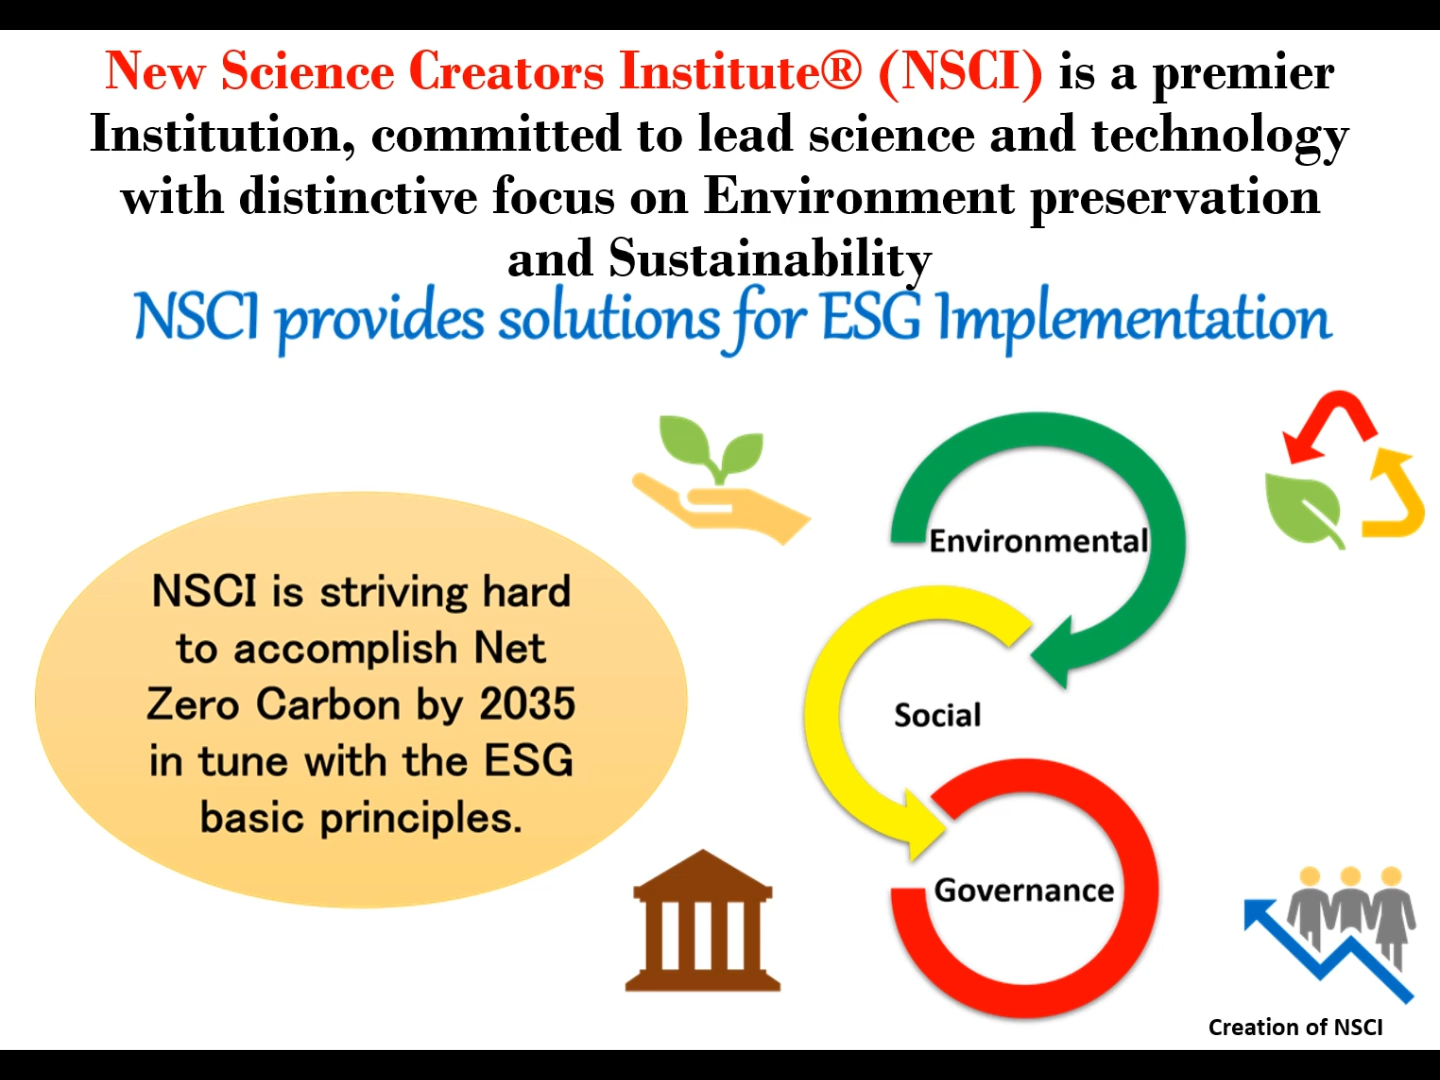 New Science Creators Institute® (NSCI) is a premier
Institution, committed to lead science and technology
with distinctive focus on Environment preservation
and Sustainability
NSCI provides solutions for ESG Implementation
Environmental
NSCI is striving hard
to accomplish Net
Zero Carbon by 2035
in tune with the ESG
basic principles.
Social
Governance
Creation of NSCI